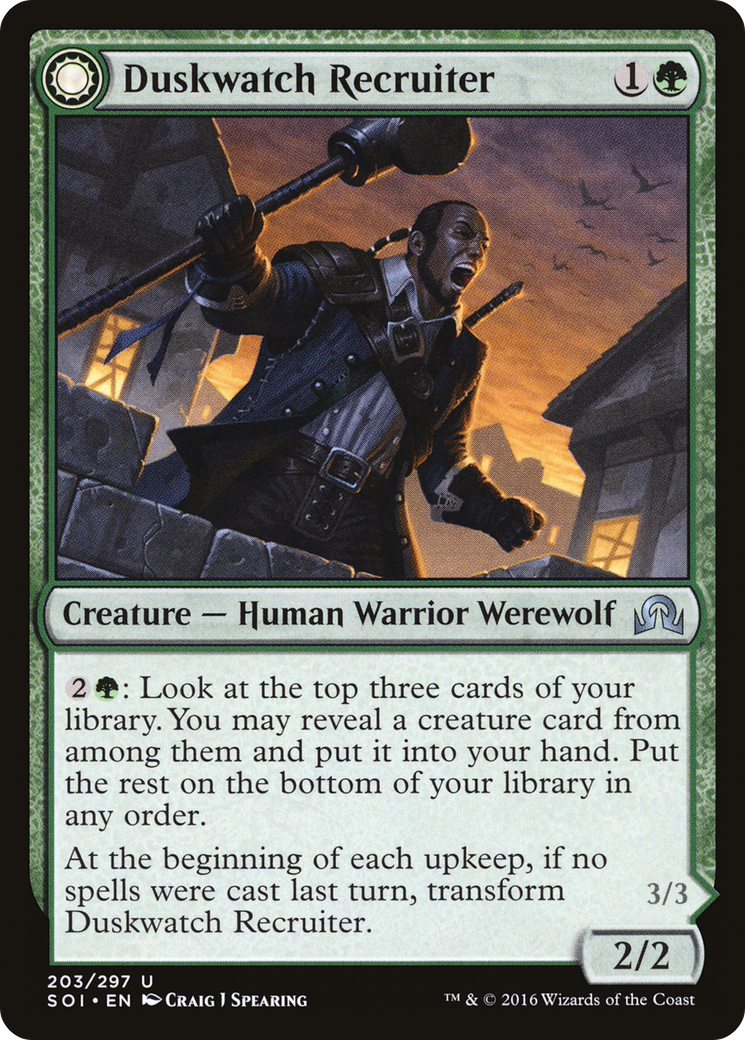 Duskwatch Recruiter 1
Creature — Human Warrior Werewolf
2 : Look at the top three cards of your
library. You may reveal a creature card from
among them and put it into your hand. Put
the rest on the bottom of your library in
any order.
At the beginning of each upkeep, if no
spells were cast last turn, transform
Duskwatch Recruiter.
3/3
2/2
203/297 U
SOI • EN Craig J Spearing
™ & © 2016 Wizards of the Coast